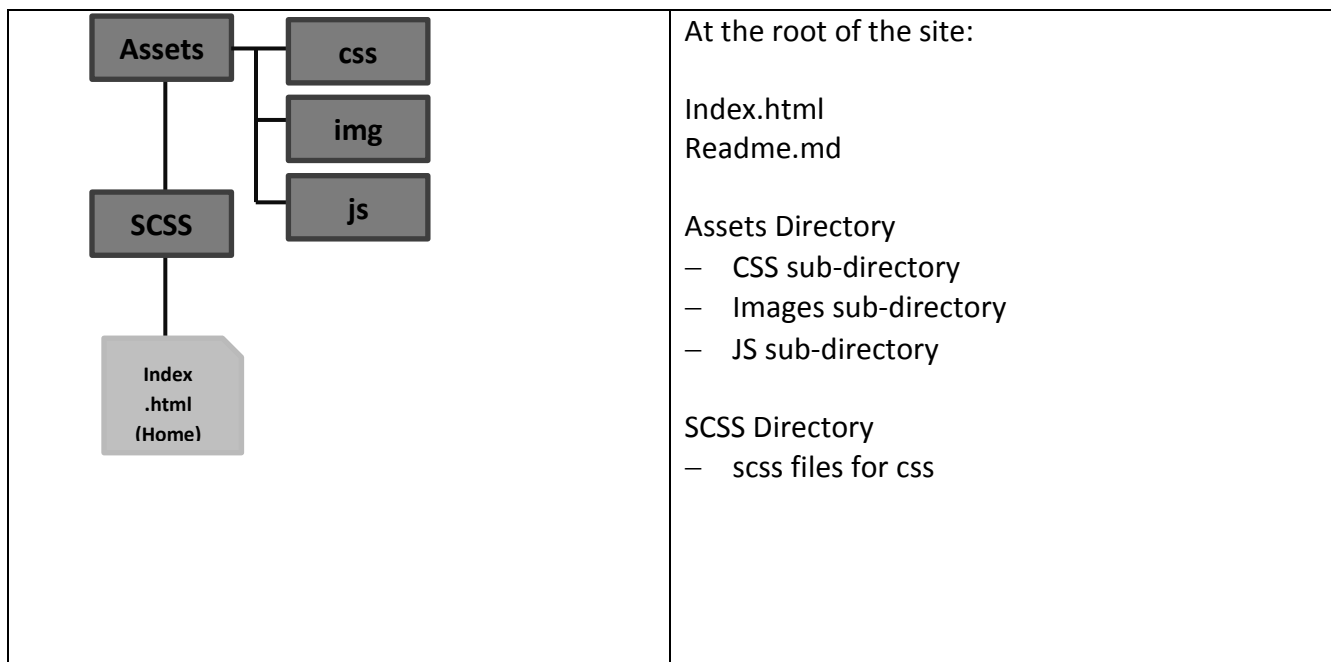 Assets
css
img
js
SCSS
Index
.html
(Home)
At the root of the site:
Index.html
Readme.md
Assets Directory
– CSS sub-directory
– Images sub-directory
– JS sub-directory
SCSS Directory
– scss files for css